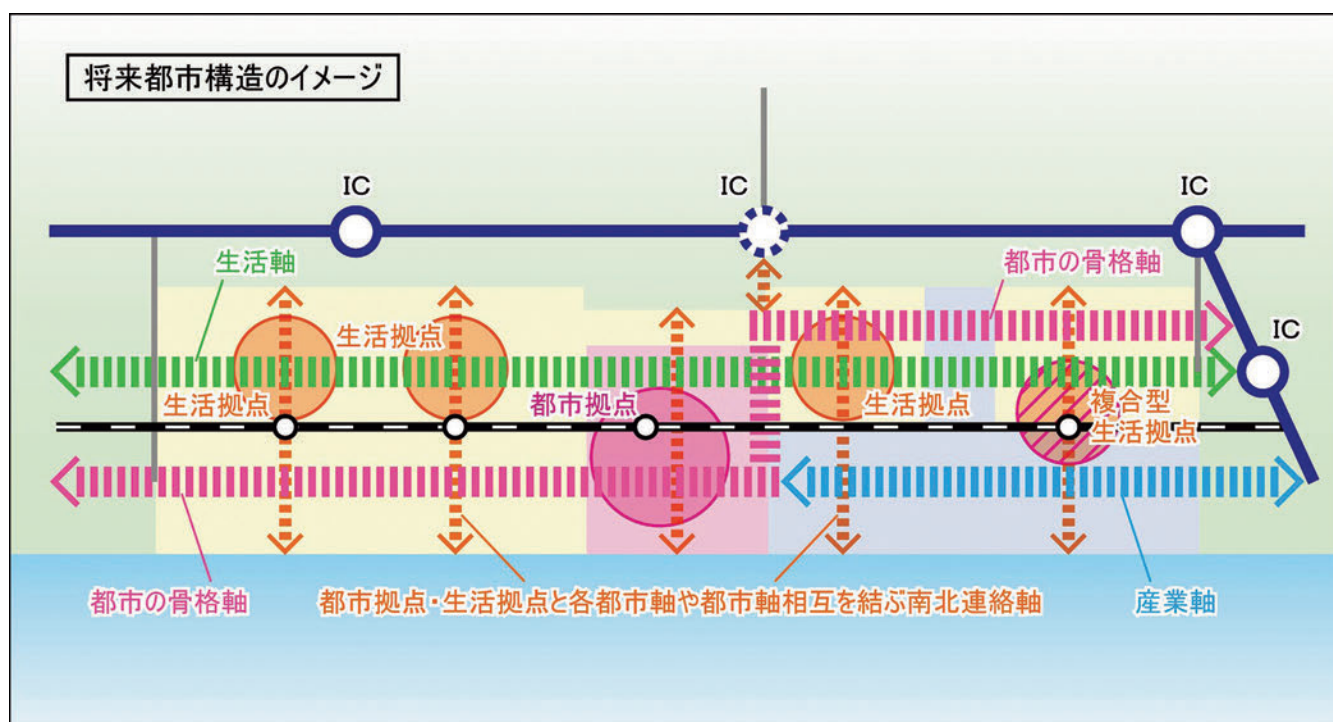 将来都市構造のイメージ
IC
IC
IC
生活軸
都市の骨格軸
生活拠点
IC
生活拠点
都市拠点
生活拠点
複合型
生活拠点
都市の骨格軸
都市拠点・生活拠点と各都市軸や都市軸相互を結ぶ南北連絡軸
産業軸